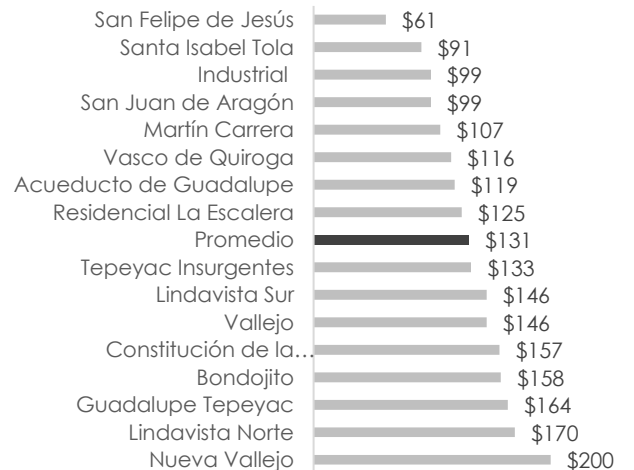 San Felipe de Jesús $61
Santa Isabel Tola $91
Industrial $99
San Juan de Aragón $99
Martín Carrera $107
Vasco de Quiroga $116
Acueducto de Guadalupe $119
Residencial La Escalera $125
Promedio $131
Tepeyac Insurgentes $133
Lindavista Sur $146
Vallejo $146
Constitución de la… $157
Bondojito $158
Guadalupe Tepeyac $164
Lindavista Norte $170
Nueva Vallejo $200